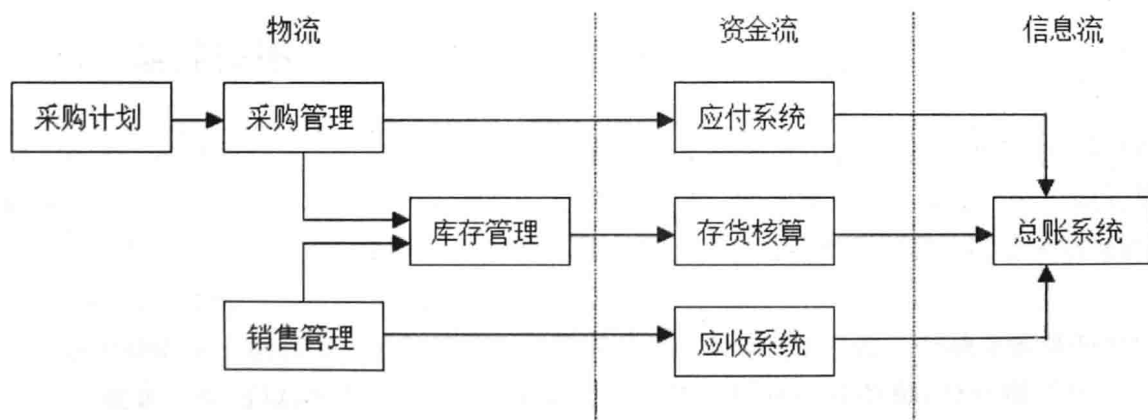 物流
资金流
信息流
采购计划
采购管理
应付系统
库存管理
存货核算
总账系统
销售管理
应收系统